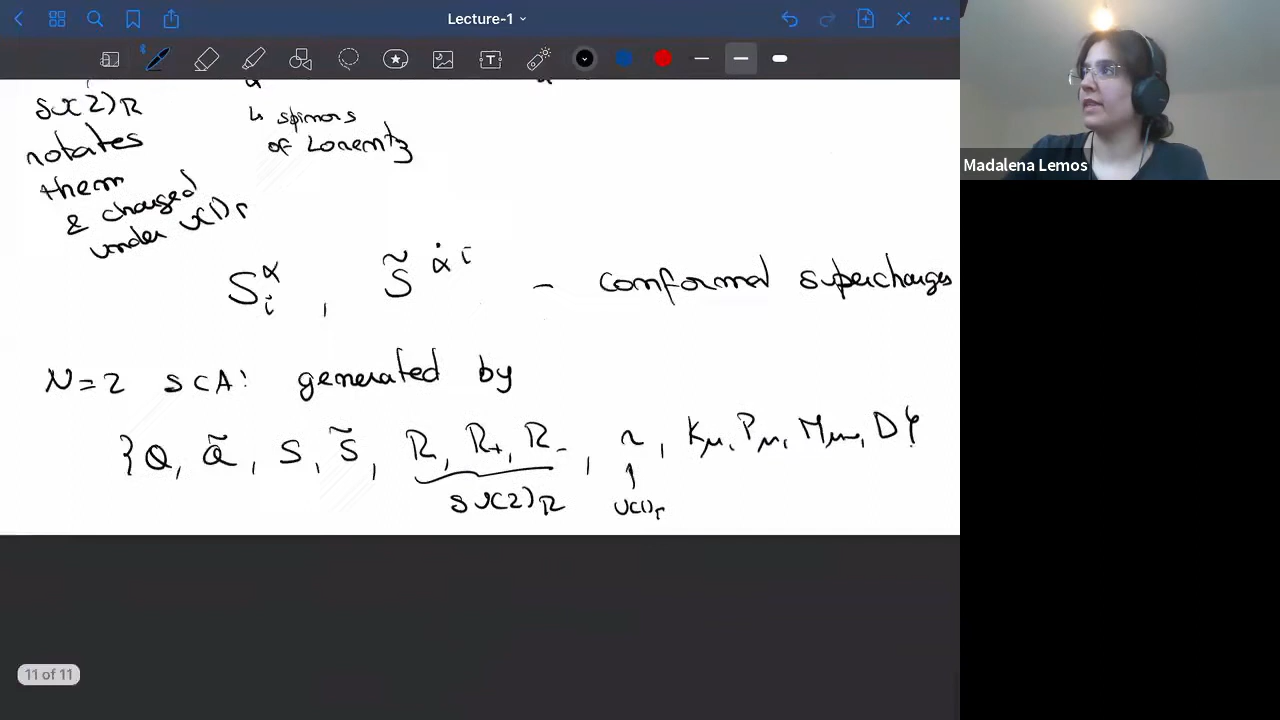 Lecture-1
Madalena Lemos
SU(2)R
rotates
them
& charged
under U(1)r
↳ spinors
of Lorentz
S_i^α , S̃^{α̇ i} – conformal supercharges
N=2 SCA: generated by
{Q, Q̃, S, S̃, R, R+, R-, r, Kμ, Pμ, Mμν, D}
SU(2)R U(1)r
11 of 11